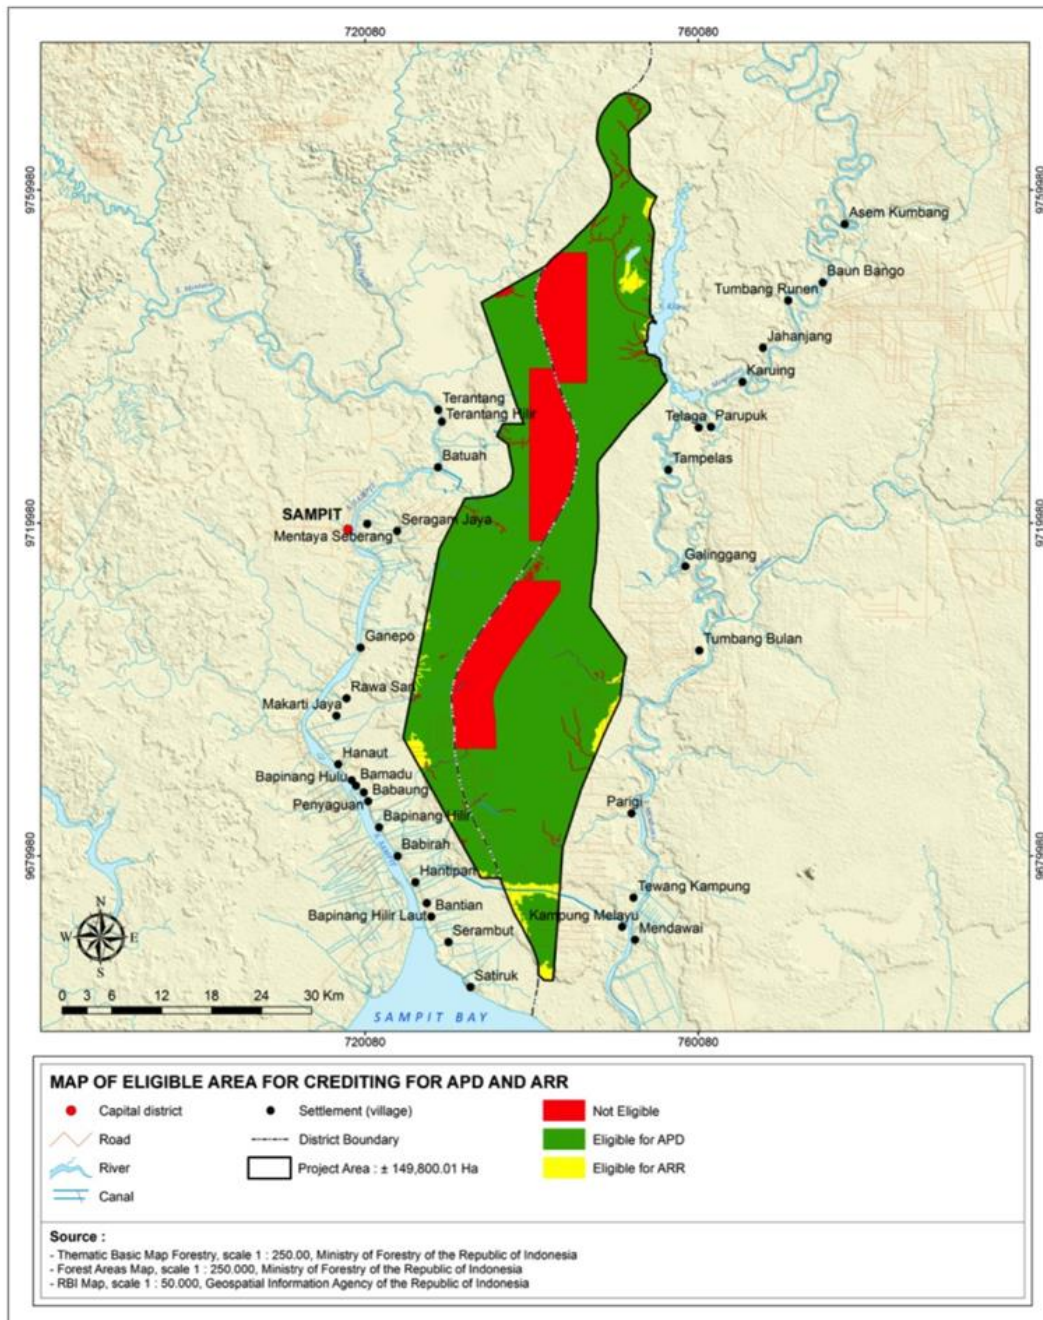 720080
760080
9759980
9759980
Asem Kumbang
Baun Bango
Tumbang Runen
Jahanjang
Karuing
Terantang
Terantang Hilir
Telaga
Parupuk
Batuah
Tampelas
SAMPIT
Seragam Jaya
Mentaya Seberang
9719980
9719980
Galinggang
Ganepo
Tumbang Bulan
Rawa Sari
Makarti Jaya
Hanaut
Bapinang Hulu
Bamadu
Babaung
Penyaguan
Parigi
Bapinang Hilir
Babirah
9679980
9679980
Hantipan
Tewang Kampung
Bantian
Bapinang Hilir Laut
Kampung Melayu
Mendawai
Serambut
Satiruk
N
W
E
S
0 3 6 12 18 24 30 Km
SAMPIT BAY
720080
760080
MAP OF ELIGIBLE AREA FOR CREDITING FOR APD AND ARR
Capital district
Settlement (village)
Not Eligible
Road
District Boundary
Eligible for APD
River
Project Area : ± 149,800.01 Ha
Eligible for ARR
Canal
Source :
- Thematic Basic Map Forestry, scale 1 : 250.00, Ministry of Forestry of the Republic of Indonesia
- Forest Areas Map, scale 1 : 250.000, Ministry of Forestry of the Republic of Indonesia
- RBI Map, scale 1 : 50.000, Geospatial Information Agency of the Republic of Indonesia